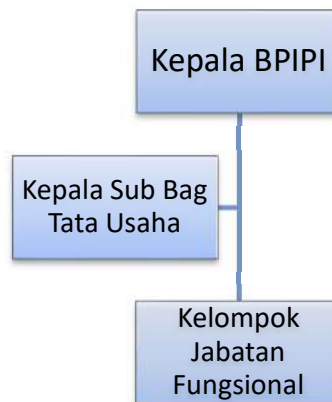 Kepala BPIPI
Kepala Sub Bag
Tata Usaha
Kelompok
Jabatan
Fungsional